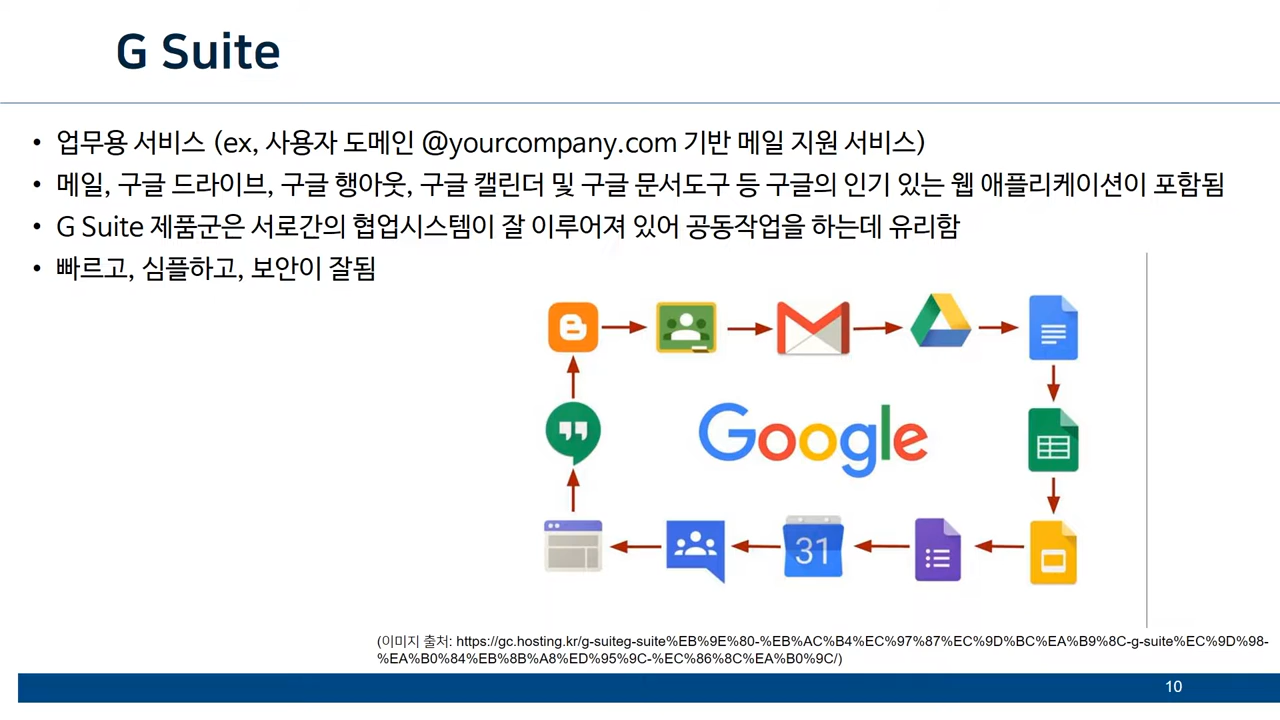 G Suite
• 업무용 서비스 (ex, 사용자 도메인 @yourcompany.com 기반 메일 지원 서비스)
• 메일, 구글 드라이브, 구글 행아웃, 구글 캘린더 및 구글 문서도구 등 구글의 인기 있는 웹 애플리케이션이 포함됨
• G Suite 제품군은 서로간의 협업시스템이 잘 이루어져 있어 공동작업을 하는데 유리함
• 빠르고, 심플하고, 보안이 잘됨
Google
31
(이미지 출처: https://gc.hosting.kr/g-suiteg-suite%EB%9E%80-%EB%AC%B4%EC%97%87%EC%9D%BC%EA%B9%8C-g-suite%EC%9D%98-
%EA%B0%84%EB%8B%A8%ED%95%9C-%EC%86%8C%EA%B0%9C/)
10